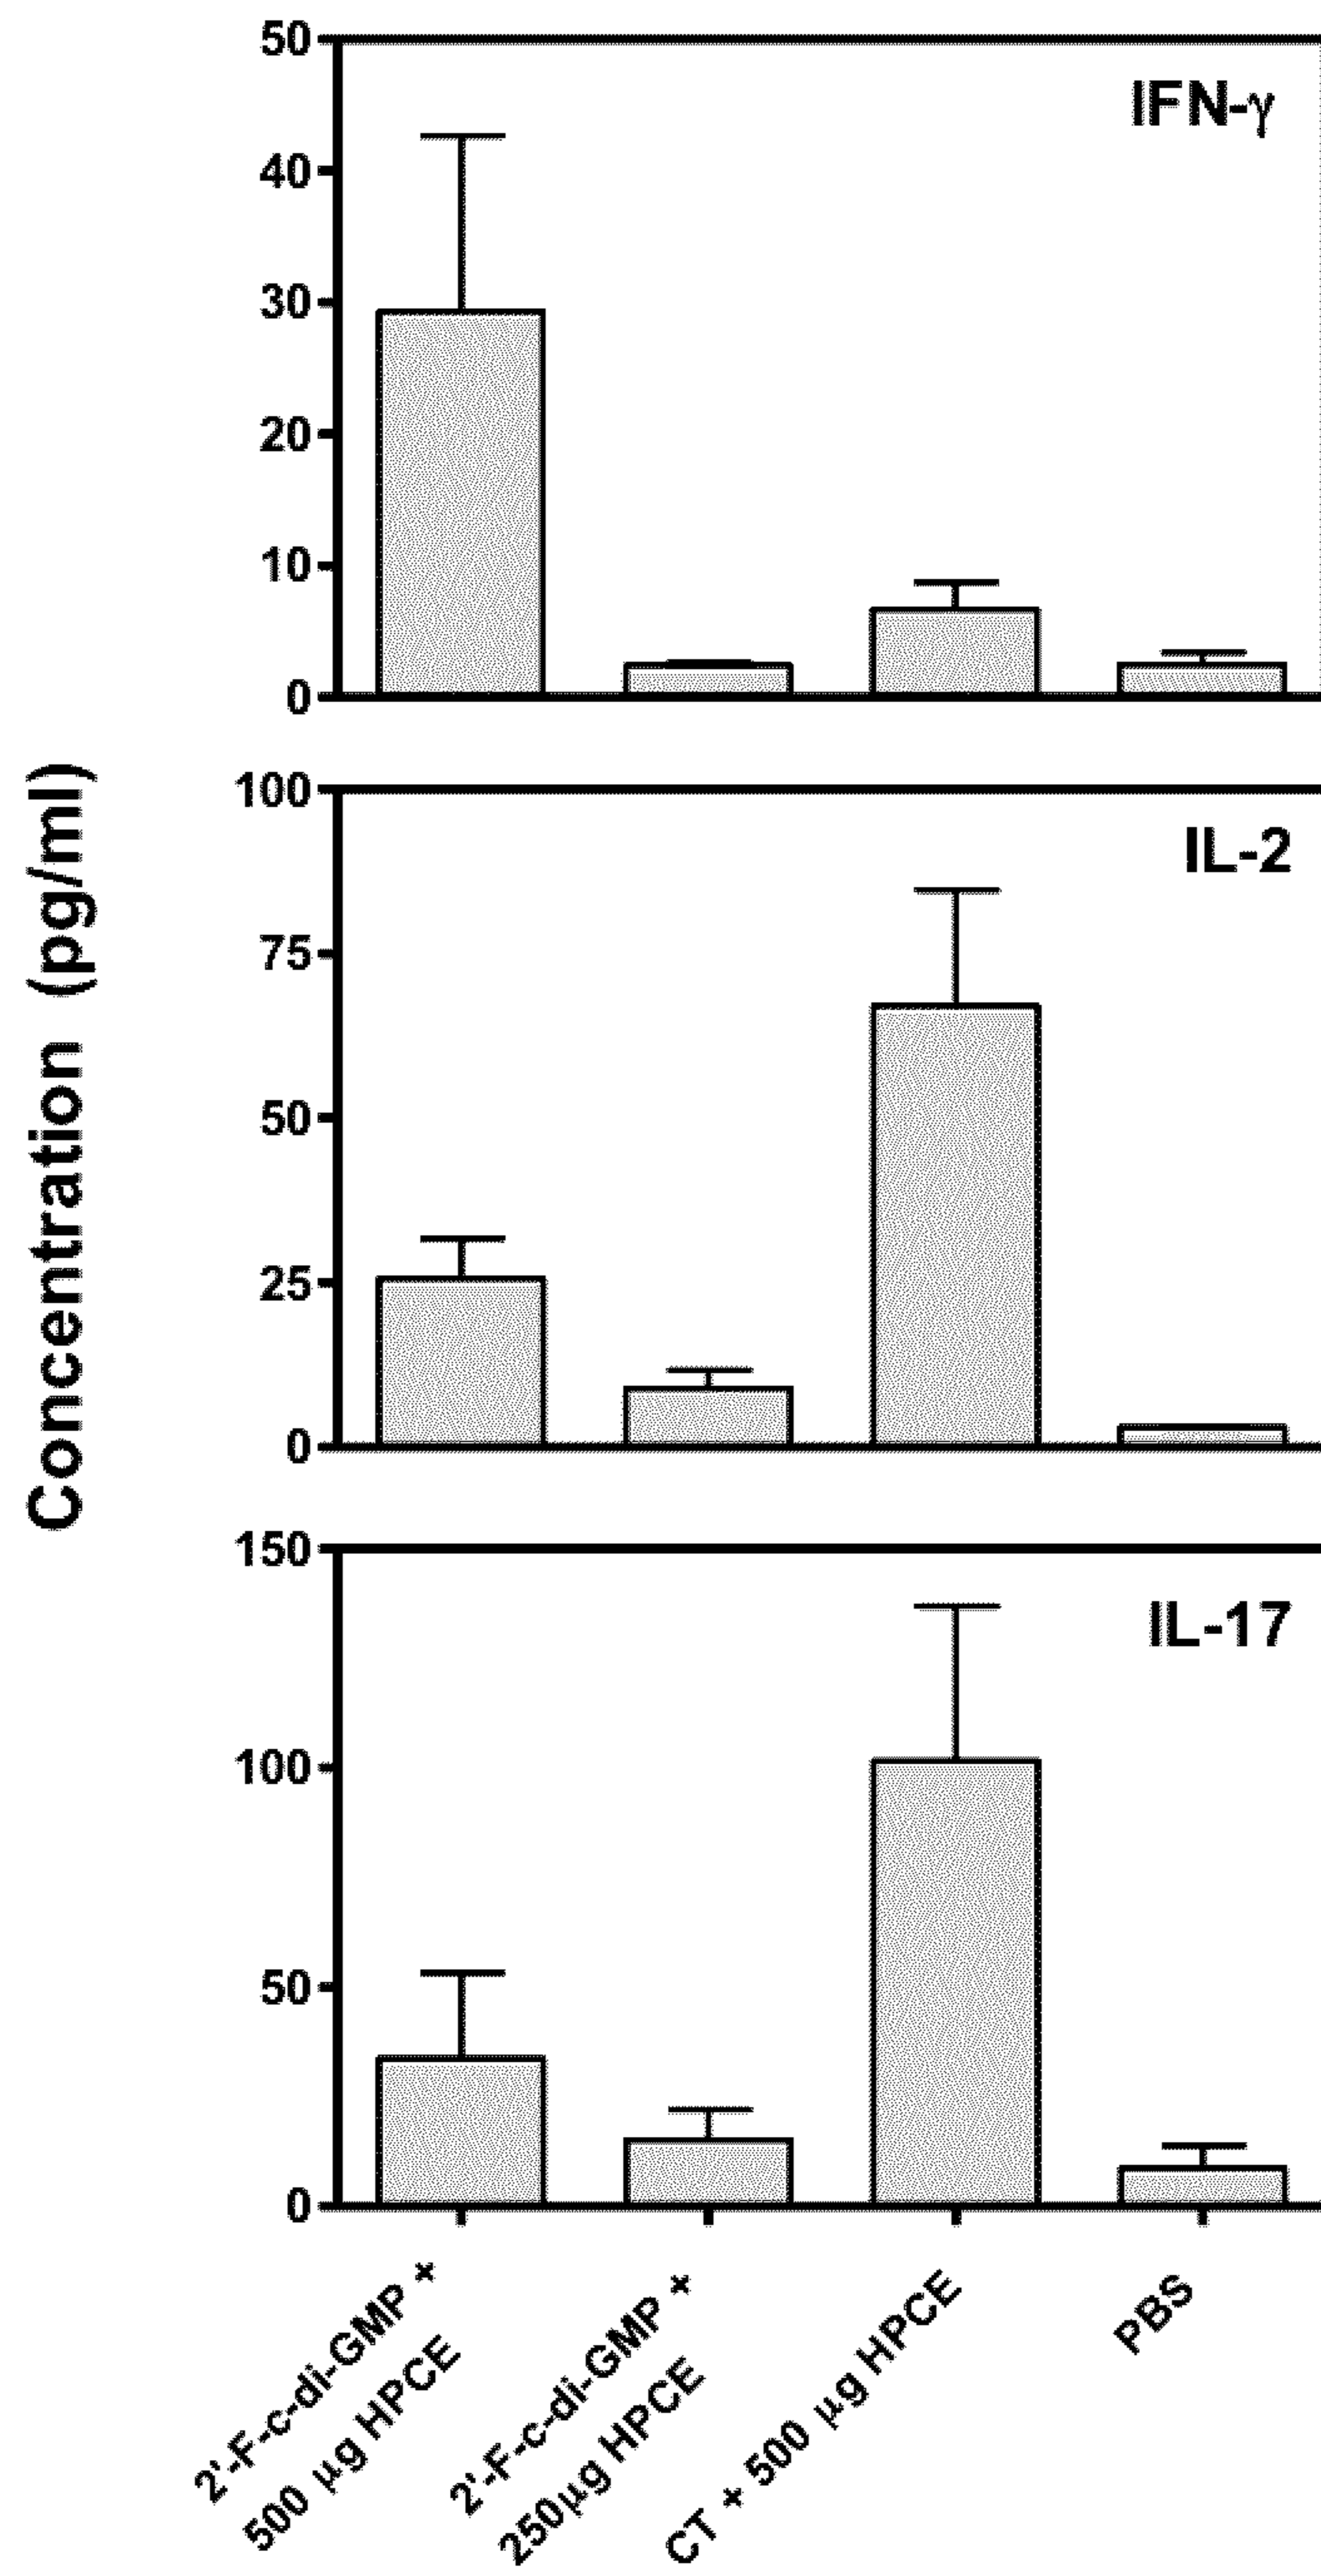 Concentration (pg/ml)
50
40
30
20
10
0
IFN-γ
100
75
50
25
0
IL-2
150
100
50
0
IL-17
2'-F-c-di-GMP +
500 μg HPCE
2'-F-c-di-GMP +
250μg HPCE
CT + 500 μg HPCE
PBS